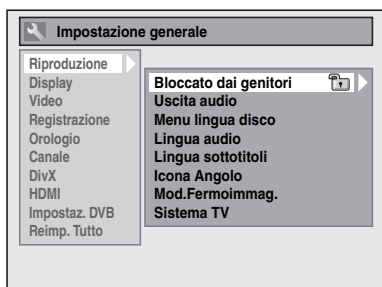 Impostazione generale
Riproduzione
Display
Video
Registrazione
Orologio
Canale
DivX
HDMI
Impostaz. DVB
Reimp. Tutto
Bloccato dai genitori
Uscita audio
Menu lingua disco
Lingua audio
Lingua sottotitoli
Icona Angolo
Mod.Fermoimmag.
Sistema TV